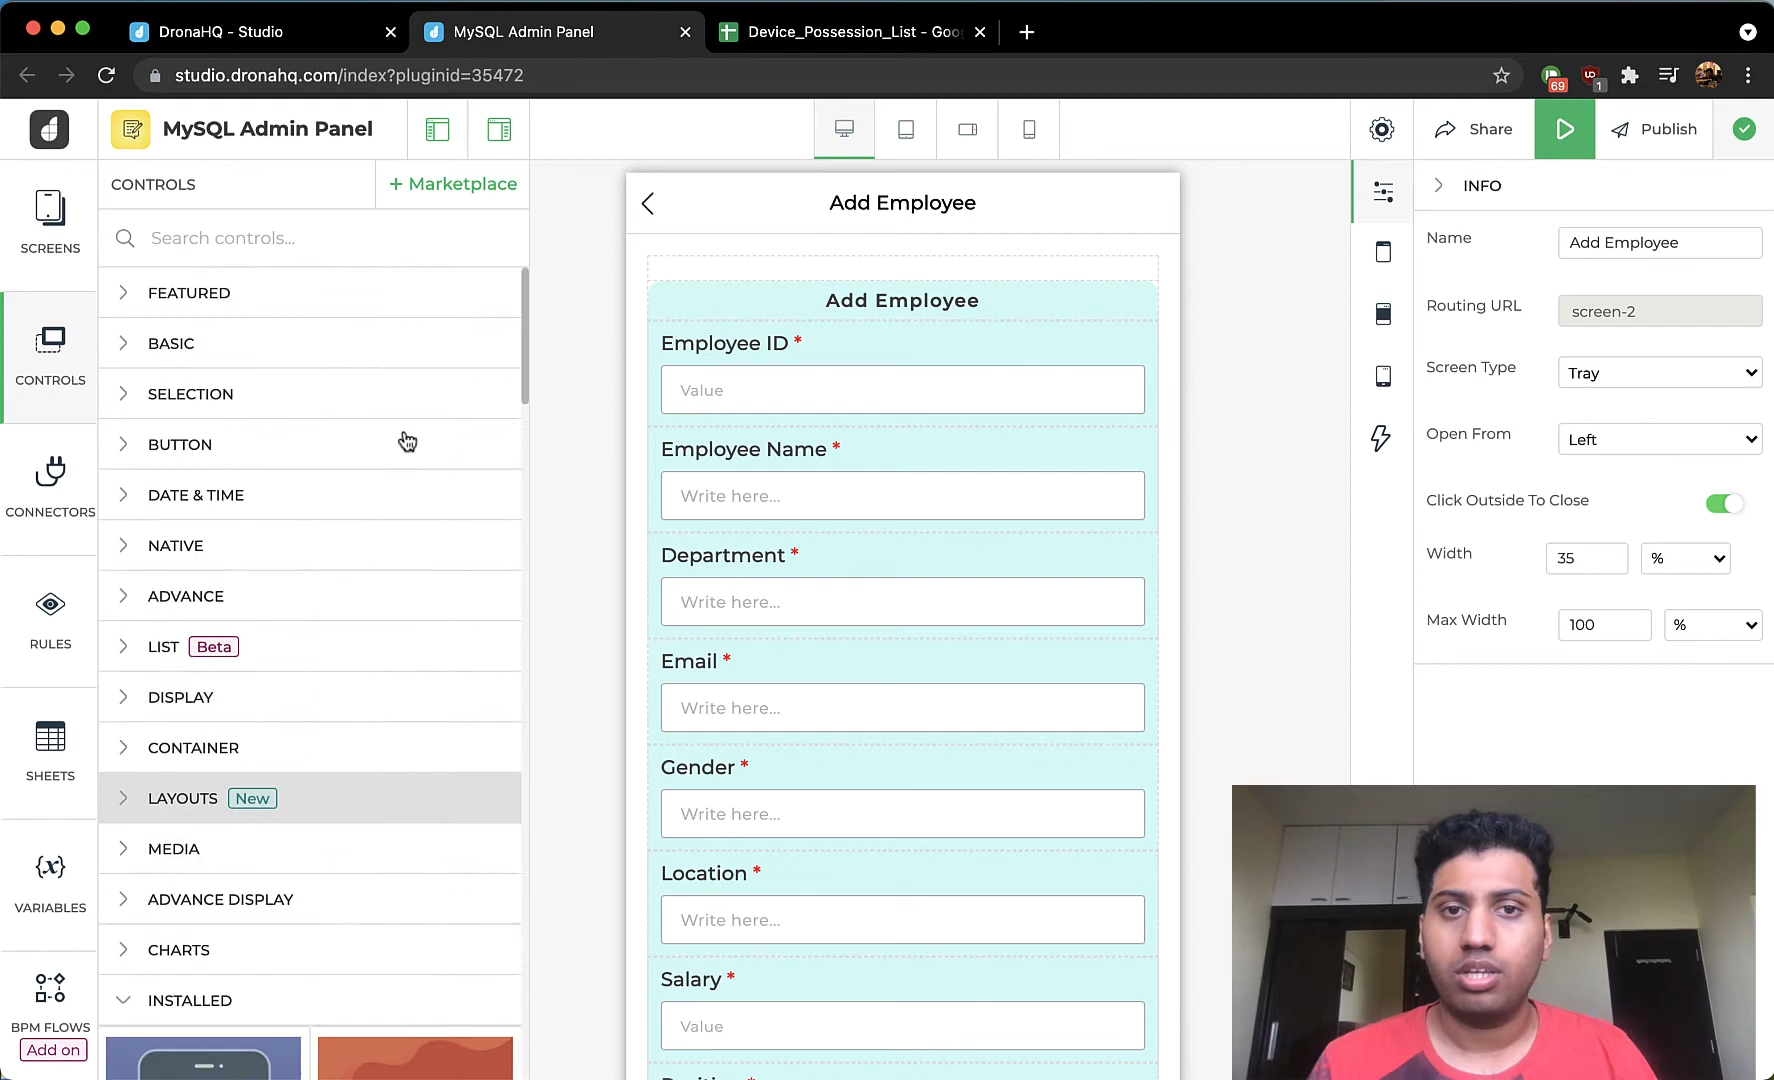 DronaHQ - Studio
MySQL Admin Panel
Device_Possession_List - Goo
studio.dronahq.com/index?pluginid=35472
69
1
MySQL Admin Panel
Share
Publish
SCREENS
CONTROLS
CONNECTORS
RULES
SHEETS
VARIABLES
BPM FLOWS
Add on
CONTROLS
+ Marketplace
Search controls...
FEATURED
BASIC
SELECTION
BUTTON
DATE & TIME
NATIVE
ADVANCE
LIST Beta
DISPLAY
CONTAINER
LAYOUTS New
MEDIA
ADVANCE DISPLAY
CHARTS
INSTALLED
Add Employee
Add Employee
Employee ID *
Value
Employee Name *
Write here...
Department *
Write here...
Email *
Write here...
Gender *
Write here...
Location *
Write here...
Salary *
Value
INFO
Name
Add Employee
Routing URL
screen-2
Screen Type
Tray
Open From
Left
Click Outside To Close
Width
35
%
Max Width
100
%